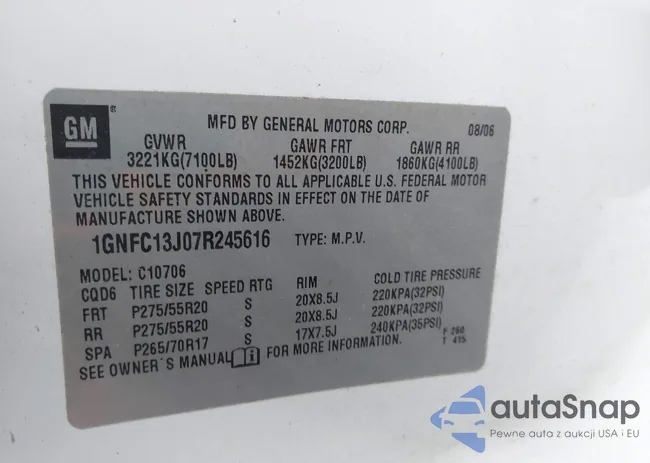 GM ®
MFD BY GENERAL MOTORS CORP. 08/06
GVWR GAWR FRT GAWR RR
3221KG(7100LB) 1452KG(3200LB) 1860KG(4100LB)
THIS VEHICLE CONFORMS TO ALL APPLICABLE U.S. FEDERAL MOTOR
VEHICLE SAFETY STANDARDS IN EFFECT ON THE DATE OF
MANUFACTURE SHOWN ABOVE.
1GNFC13J07R245616 TYPE: M.P.V.
MODEL: C10706
CQD6 TIRE SIZE SPEED RTG RIM COLD TIRE PRESSURE
FRT P275/55R20 S 20X8.5J 220KPA(32PSI)
RR P275/55R20 S 20X8.5J 220KPA(32PSI)
SPA P265/70R17 S 17X7.5J 240KPA(35PSI)
SEE OWNER'S MANUAL i FOR MORE INFORMATION.
F 260
T 415
autaSnap
Pewne auta z aukcji USA i EU